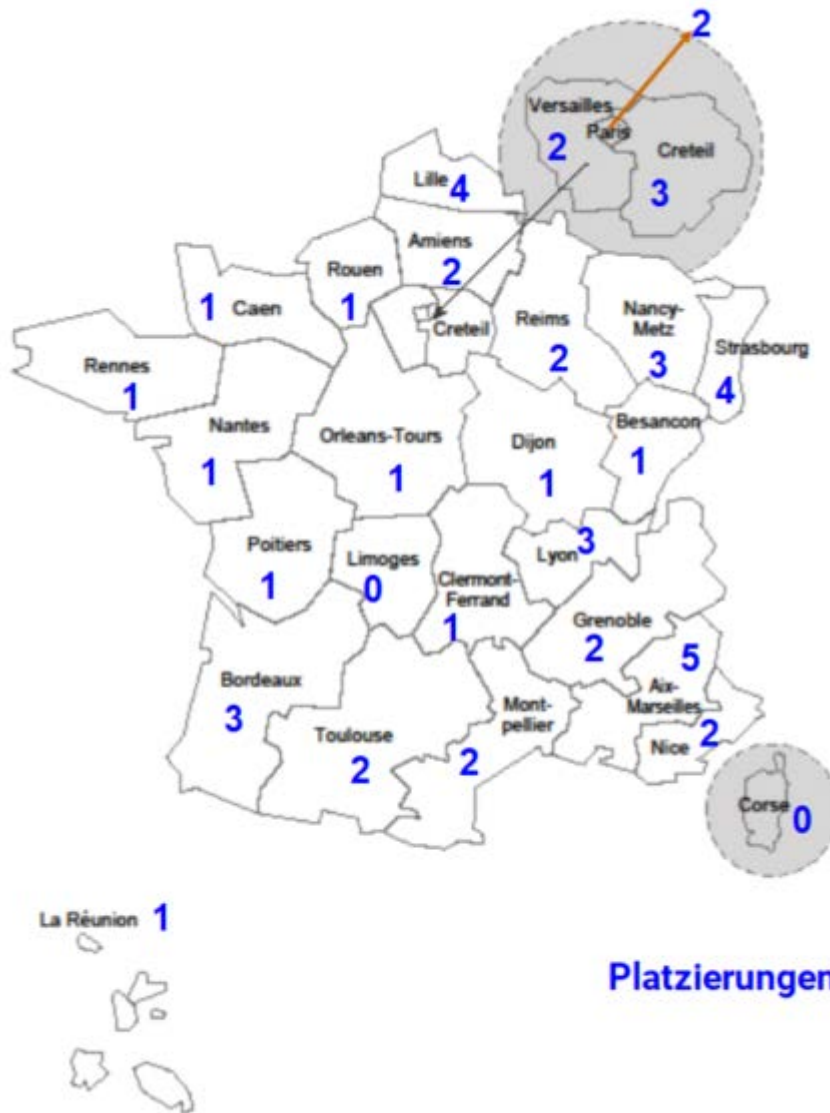 2
Versailles
Paris
2
Creteil
3
Lille
4
Amiens
2
Rouen
1
1
Caen
Creteil
Reims
2
Nancy-
Metz
3
Strasbourg
4
Rennes
1
Nantes
1
Orleans-Tours
1
Dijon
1
Besancon
1
Poitiers
1
Limoges
0
Clermont-
Ferrand
1
Lyon
3
Grenoble
2
5
Aix-
Marseilles
Bordeaux
3
Toulouse
2
Mont-
pellier
2
Nice
2
Corse
0
La Réunion
1
Platzierungen